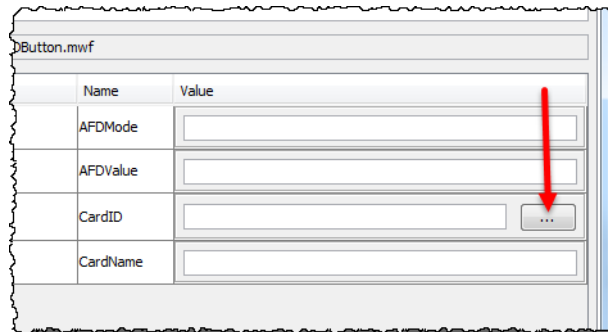 DButton.mwf
Name Value
AFDMode
AFDValue
CardID ...
CardName